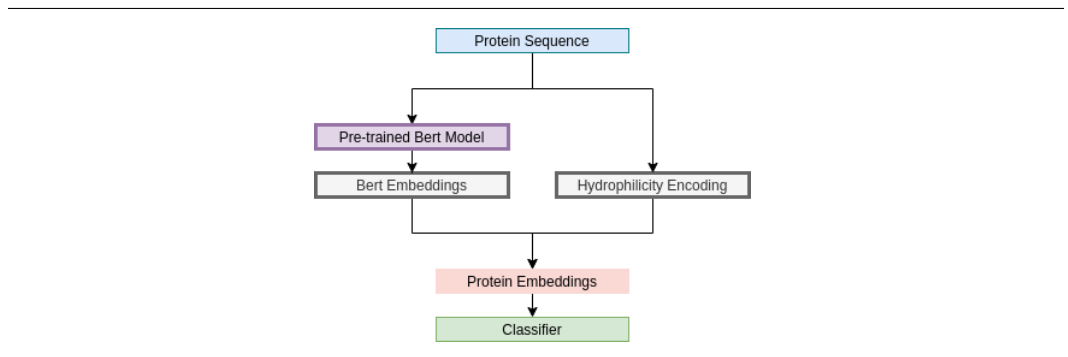 Protein Sequence
Pre-trained Bert Model
Bert Embeddings
Hydrophilicity Encoding
Protein Embeddings
Classifier